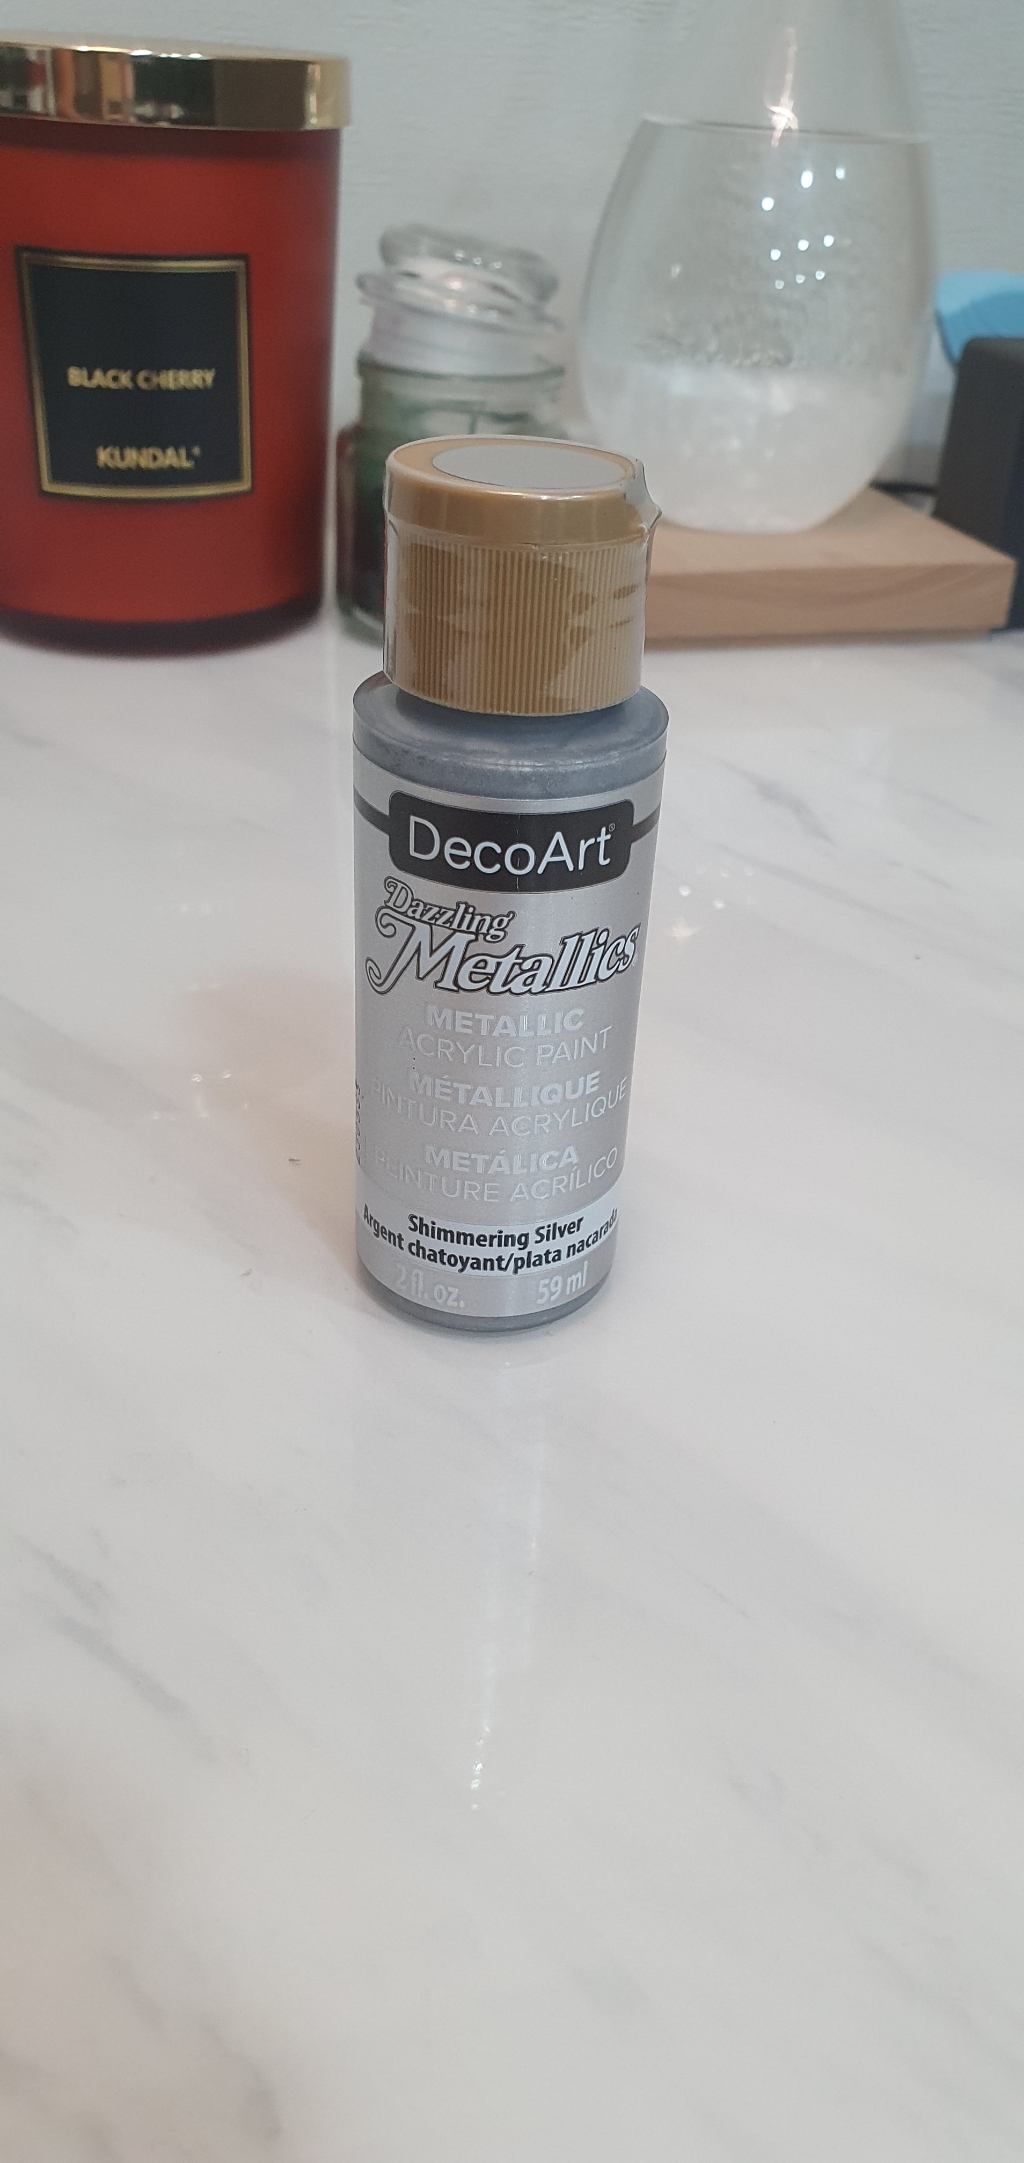 BLACK CHERRY
KUNDAL®
DecoArt®
Dazzling
Metallics
METALLIC
ACRYLIC PAINT
MÉTALLIQUE
PINTURA ACRYLIQUE
METÁLICA
PEINTURE ACRÍLICO
Shimmering Silver
Argent chatoyant/plata nacarada
2 fl. oz. 59 ml